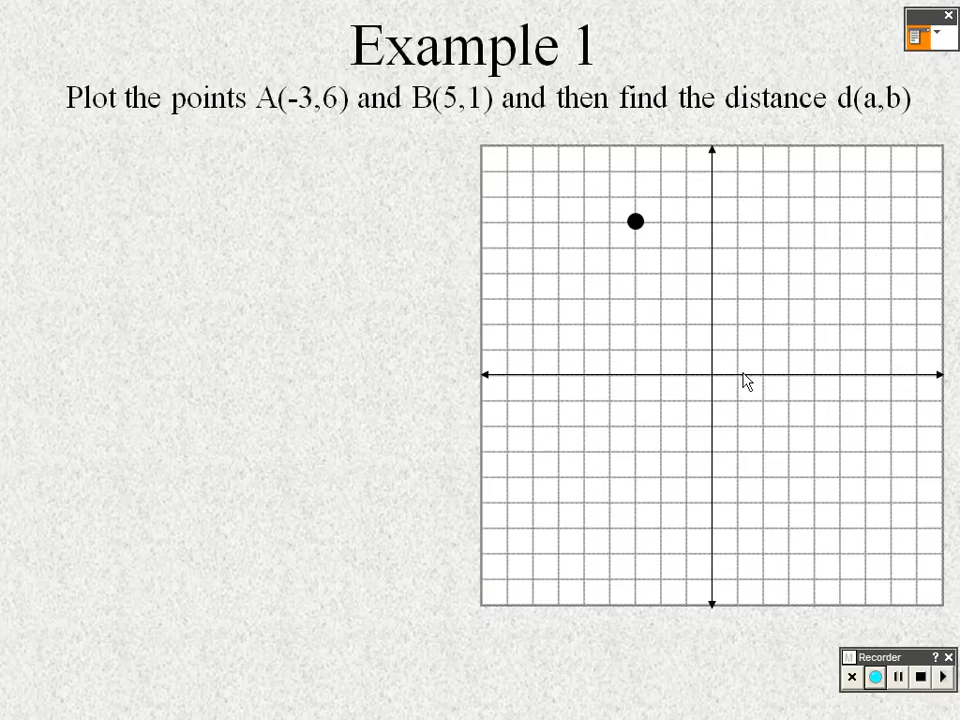 Example 1
Plot the points A(-3,6) and B(5,1) and then find the distance d(a,b)
M Recorder ? ×